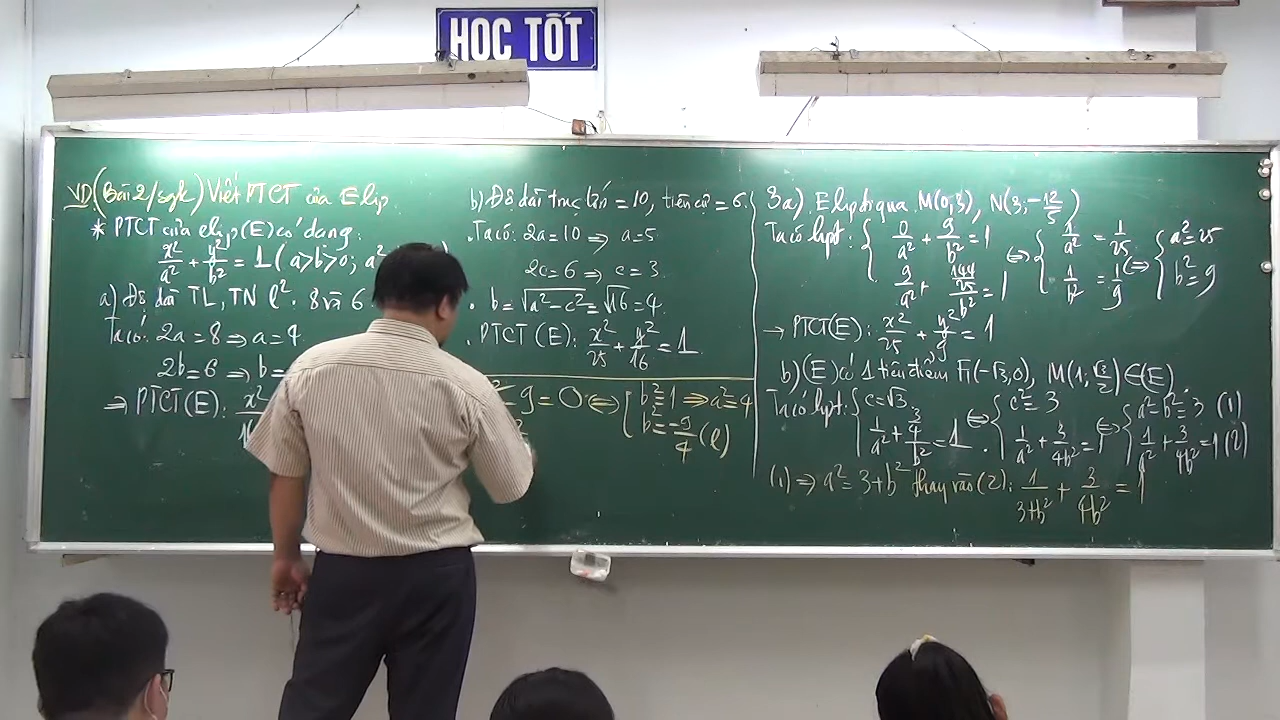 HỌC TỐT
VD (Bài 2/sgk) Viết PTCT của Elip.
* PTCT của elip (E) có dạng:
x²/a² + y²/b² = 1 (a>b>0; a²
a) Độ dài TL, TN l². 8 và 6.
Ta có: 2a = 8 ⇒ a = 4
2b = 6 ⇒ b =
⇒ PTCT(E): x²
b) Độ dài trục lớn = 10, tiêu cự = 6.
. Ta có: 2a = 10 ⇒ a = 5
2c = 6 ⇒ c = 3.
. b = √(a² - c²) = √16 = 4.
. PTCT (E): x²/25 + y²/16 = 1.
- 9 = 0 ⇔ [ b² = 1 ⇒ a² = 4
b² = -9/4 (l)
3a) Elip đi qua M(0;3), N(3; -12/5)
Ta có hpt: { 0/a² + 9/b² = 1 ⇔ { 1/a² = 1/25 ⇔ { a² = 25
9/a² + 144/25/b² = 1 1/b² = 1/9 b² = 9
→ PTCT(E): x²/25 + y²/9 = 1
b) (E) có 1 tiêu điểm F₁(-√3,0), M(1; √3/2) ∈ (E).
Ta có hpt: { c = √3 ⇔ { c² = 3 ⇔ { a² - b² = 3 (1)
1/a² + 3/4/b² = 1. 1/a² + 3/4b² = 1 1/a² + 3/4b² = 1 (2)
(1) ⇒ a² = 3 + b² thay vào (2): 1/3+b² + 3/4b² = 1